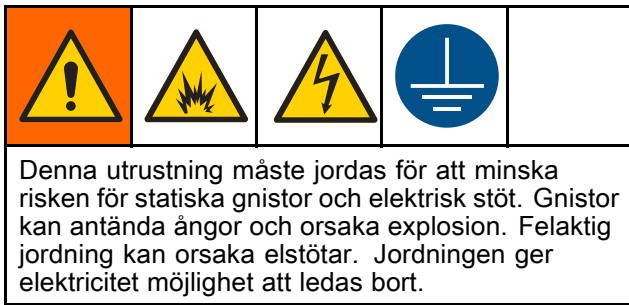 Denna utrustning måste jordas för att minska
risken för statiska gnistor och elektrisk stöt. Gnistor
kan antända ångor och orsaka explosion. Felaktig
jordning kan orsaka elstötar. Jordningen ger
elektricitet möjlighet att ledas bort.